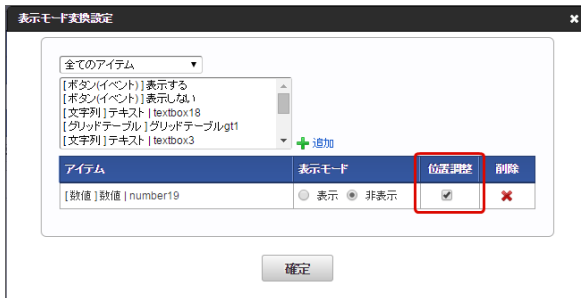 表示モード変換設定
全てのアイテム
[ボタン(イベント)]表示する
[ボタン(イベント)]表示しない
[文字列]テキスト | textbox18
[グリッドテーブル]グリッドテーブルgt1
[文字列]テキスト | textbox3
追加
アイテム 表示モード 位置調整 削除
[数値]数値 | number19 表示 非表示
確定